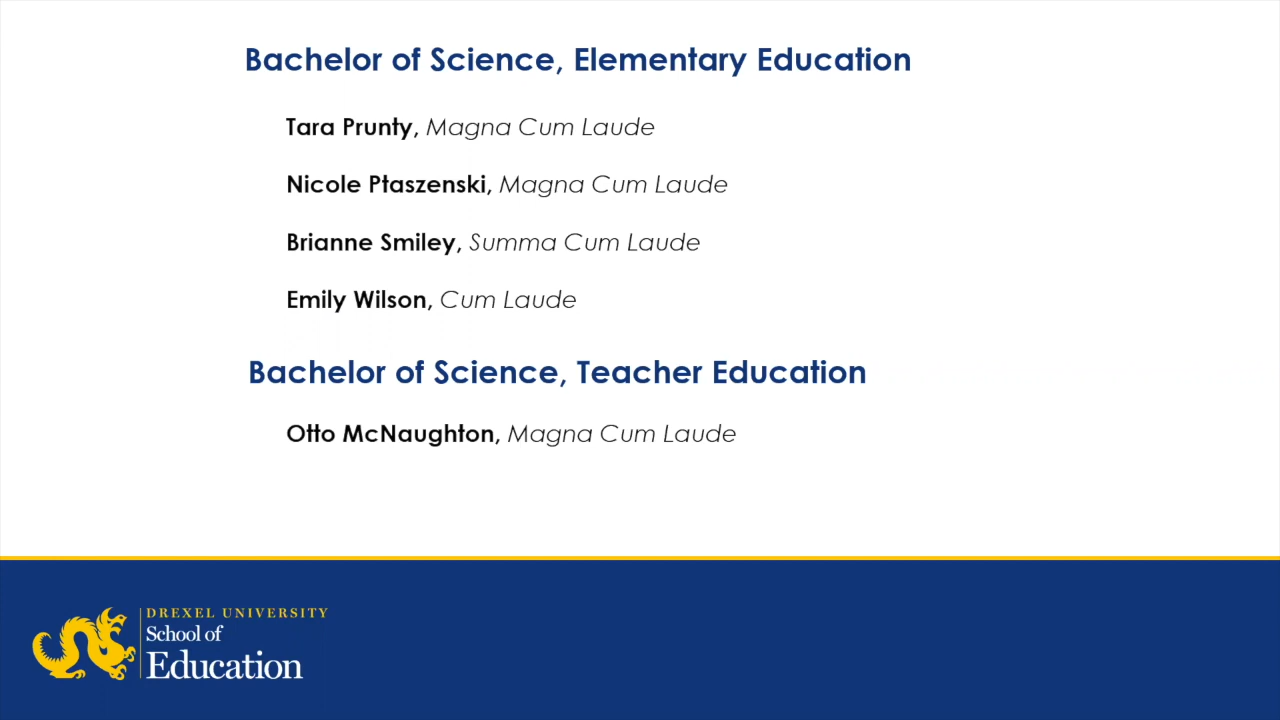 Bachelor of Science, Elementary Education
Tara Prunty, Magna Cum Laude
Nicole Ptaszenski, Magna Cum Laude
Brianne Smiley, Summa Cum Laude
Emily Wilson, Cum Laude
Bachelor of Science, Teacher Education
Otto McNaughton, Magna Cum Laude
DREXEL UNIVERSITY
School of
Education